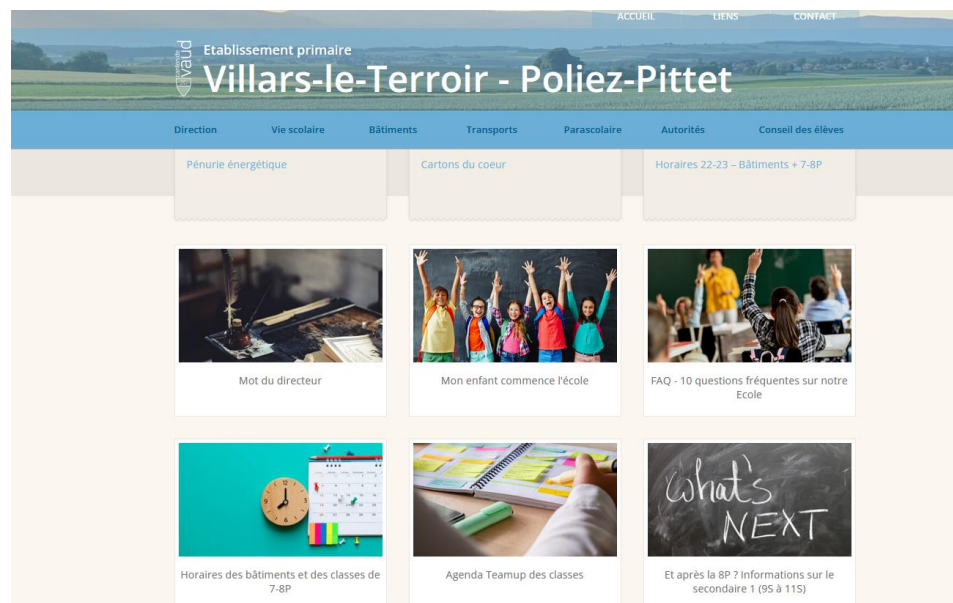 ACCUEIL
LIENS
CONTACT
canton de
vaud
Etablissement primaire
Villars-le-Terroir - Poliez-Pittet
Direction
Vie scolaire
Bâtiments
Transports
Parascolaire
Autorités
Conseil des élèves
Pénurie énergétique
Cartons du coeur
Horaires 22-23 – Bâtiments + 7-8P
Mot du directeur
Mon enfant commence l'école
FAQ - 10 questions fréquentes sur notre
Ecole
What's
NEXT
Horaires des bâtiments et des classes de
7-8P
Agenda Teamup des classes
Et après la 8P ? Informations sur le
secondaire 1 (9S à 11S)